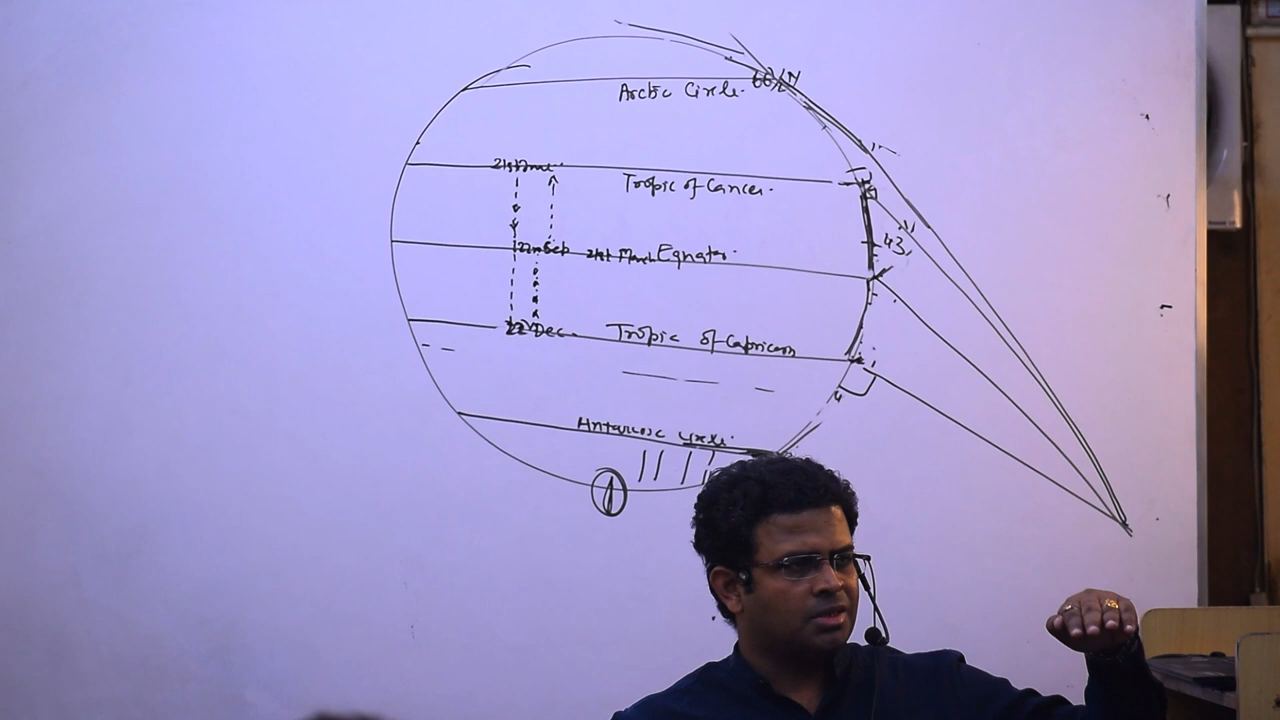 66½ N
Arctic Circle.
21st June
Tropic of Cancer.
43
22nd Sep 21st March Equator.
22 Dec. Tropic of Capricorn
Antarctic Circle.